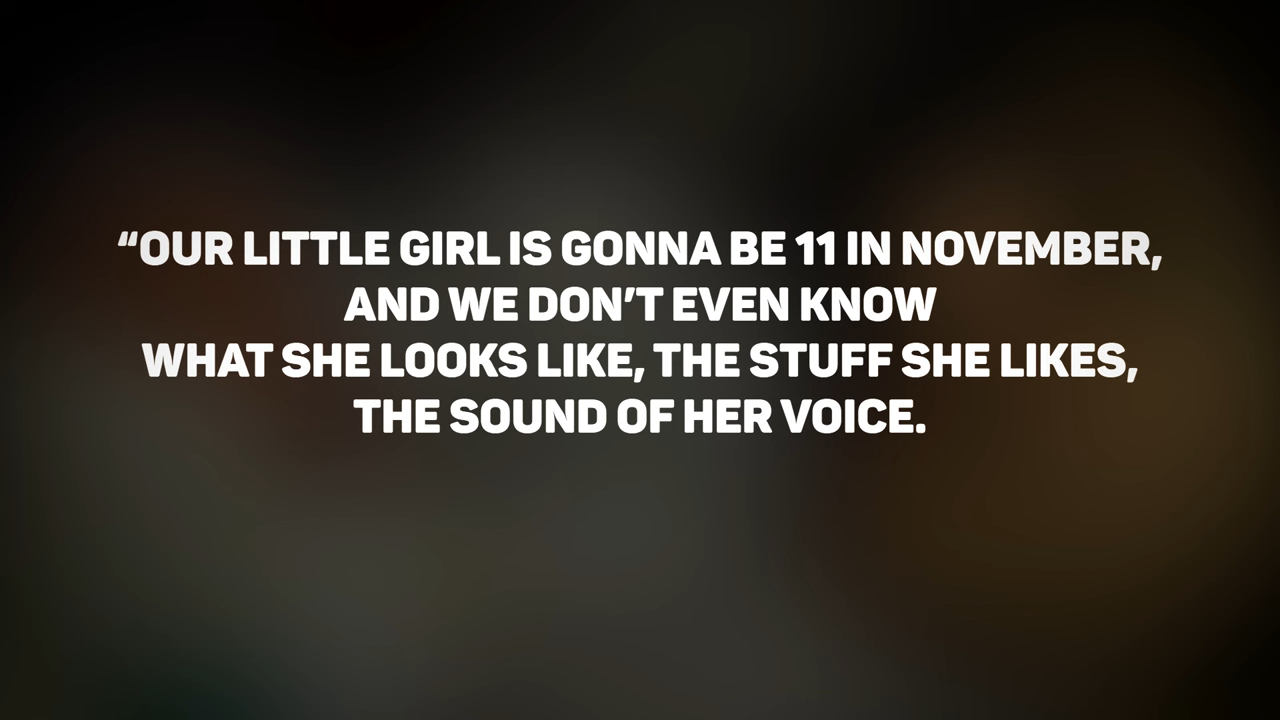 “OUR LITTLE GIRL IS GONNA BE 11 IN NOVEMBER,
AND WE DON’T EVEN KNOW
WHAT SHE LOOKS LIKE, THE STUFF SHE LIKES,
THE SOUND OF HER VOICE.